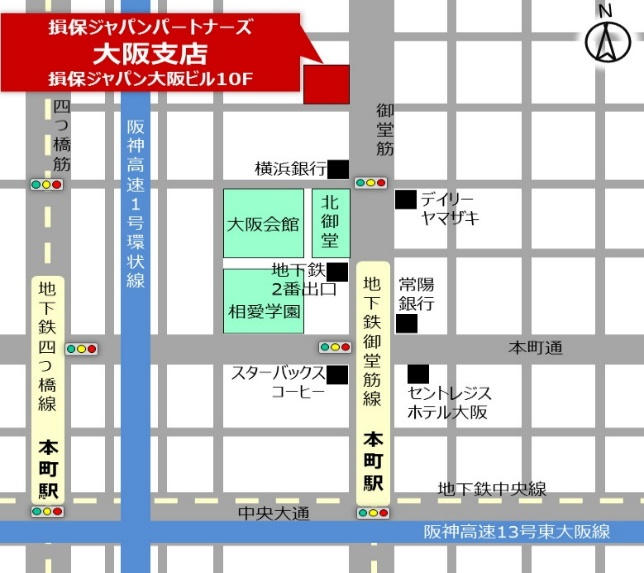 損保ジャパンパートナーズ
大阪支店
損保ジャパン大阪ビル10F
N
四つ橋筋
阪神高速1号環状線
御堂筋
横浜銀行
デイリー
ヤマザキ
大阪会館
北御堂
地下鉄
2番出口
相愛学園
常陽
銀行
地下鉄四つ橋線
本町駅
地下鉄御堂筋線
本町駅
本町通
スターバックス
コーヒー
セントレジス
ホテル大阪
地下鉄中央線
中央大通
阪神高速13号東大阪線